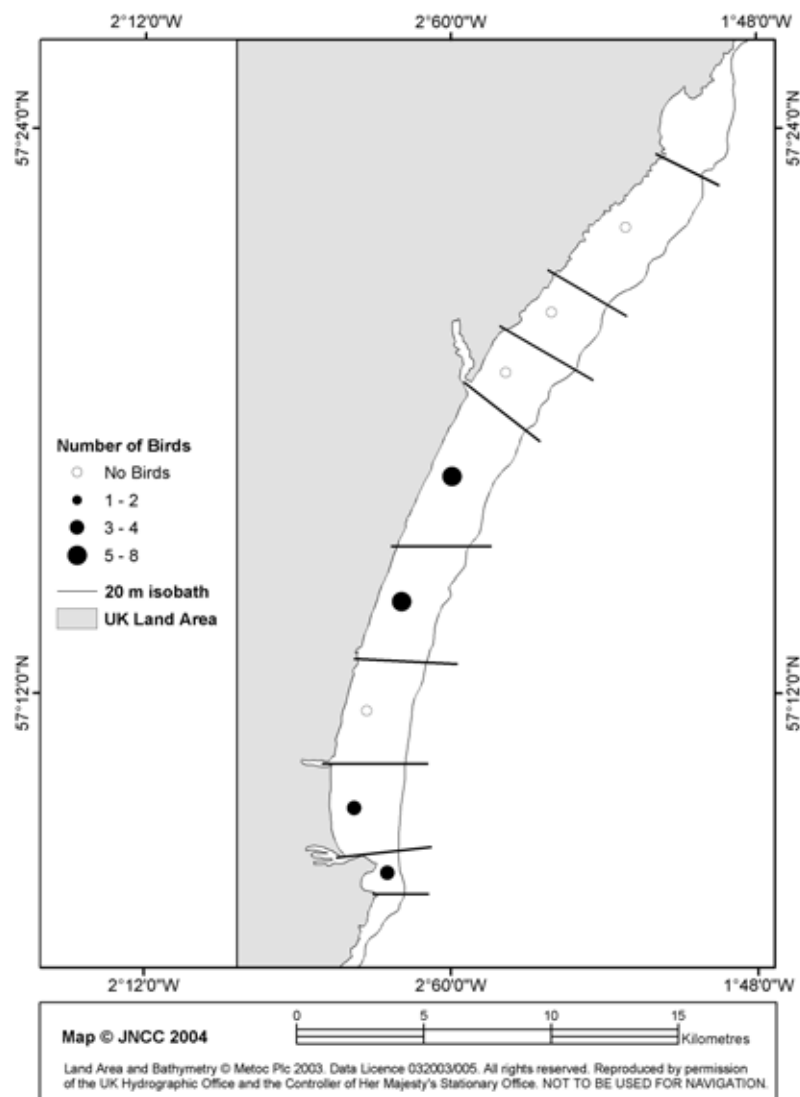 2°12'0"W 2°60'0"W 1°48'0"W
57°24'0"N 57°24'0"N
Number of Birds
No Birds
1 - 2
3 - 4
5 - 8
20 m isobath
UK Land Area
57°12'0"N 57°12'0"N
2°12'0"W 2°60'0"W 1°48'0"W
Map © JNCC 2004
0 5 10 15
Kilometres
Land Area and Bathymetry © Metoc Plc 2003. Data Licence 032003/005. All rights reserved. Reproduced by permission
of the UK Hydrographic Office and the Controller of Her Majesty's Stationary Office. NOT TO BE USED FOR NAVIGATION.